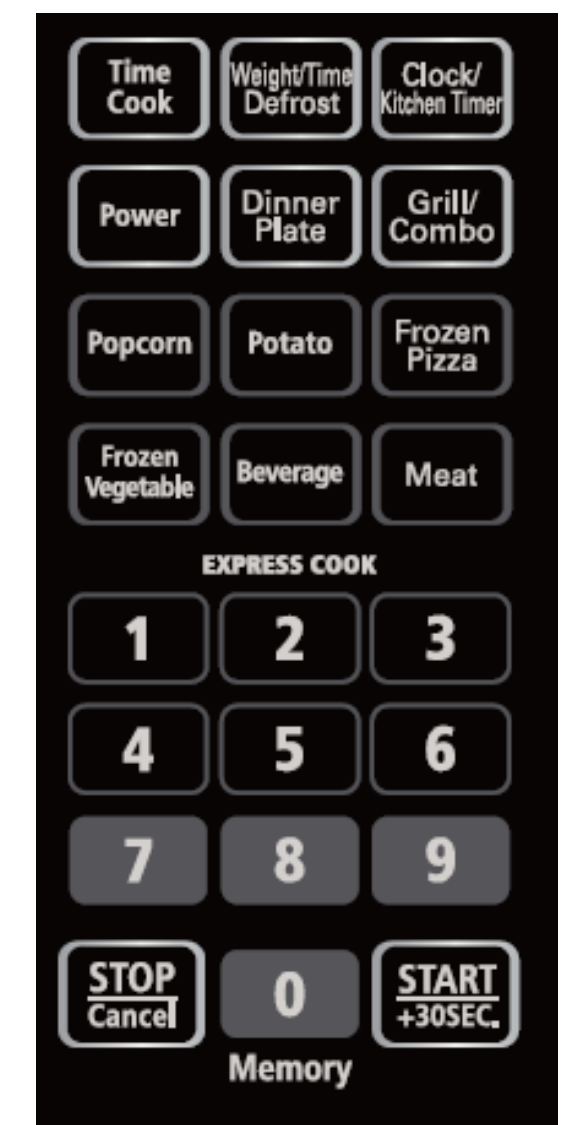 Time
Cook
Weight/Time
Defrost
Clock/
Kitchen Timer
Power
Dinner
Plate
Grill/
Combo
Popcorn
Potato
Frozen
Pizza
Frozen
Vegetable
Beverage
Meat
EXPRESS COOK
1
2
3
4
5
6
7
8
9
STOP
Cancel
0
START
+30SEC.
Memory